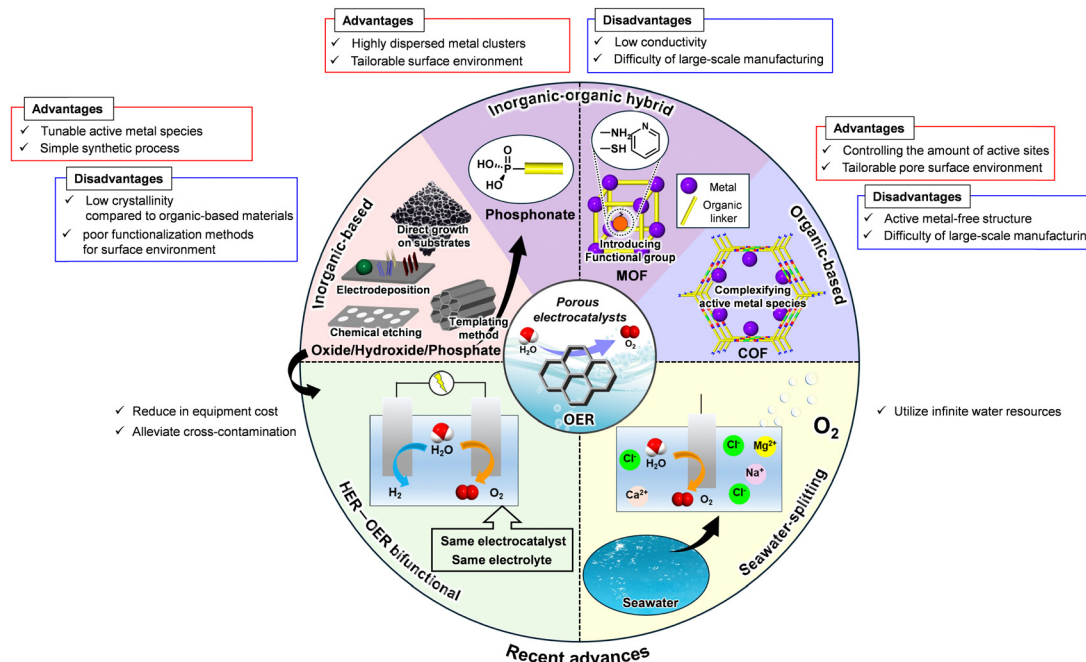 Advantages
✓ Highly dispersed metal clusters
✓ Tailorable surface environment
Disadvantages
✓ Low conductivity
✓ Difficulty of large-scale manufacturing
Advantages
✓ Tunable active metal species
✓ Simple synthetic process
Disadvantages
✓ Low crystallinity
compared to organic-based materials
✓ poor functionalization methods
for surface environment
Advantages
✓ Controlling the amount of active sites
✓ Tailorable pore surface environment
Disadvantages
✓ Active metal-free structure
✓ Difficulty of large-scale manufacturing
Inorganic-organic hybrid
O
HO
P
HO
Phosphonate
NH2
SH
N
Metal
Organic
linker
Introducing
Functional group
MOF
Inorganic-based
Direct growth
on substrates
Electrodeposition
Chemical etching
Templating
method
Oxide/Hydroxide/Phosphate
Organic-based
Complexifying
active metal species
COF
Porous
electrocatalysts
H2O
O2
OER
✓ Reduce in equipment cost
✓ Alleviate cross-contamination
HER–OER bifunctional
H2O
H2
O2
Same electrocatalyst
Same electrolyte
✓ Utilize infinite water resources
Seawater-splitting
O2
Cl-
H2O
Ca2+
O2
Cl-
Mg2+
Na+
Cl-
Seawater
Recent advances